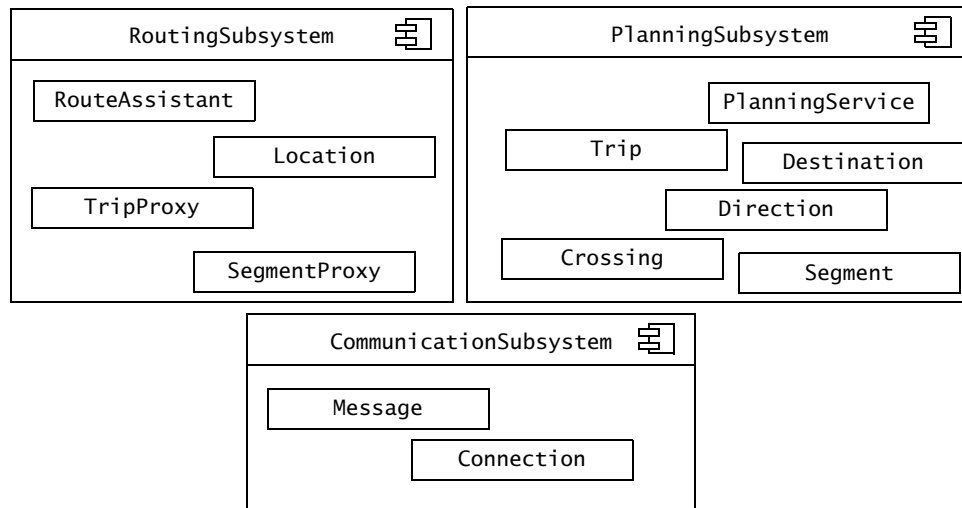 RoutingSubsystem
RouteAssistant
Location
TripProxy
SegmentProxy
PlanningSubsystem
PlanningService
Trip
Destination
Direction
Crossing
Segment
CommunicationSubsystem
Message
Connection